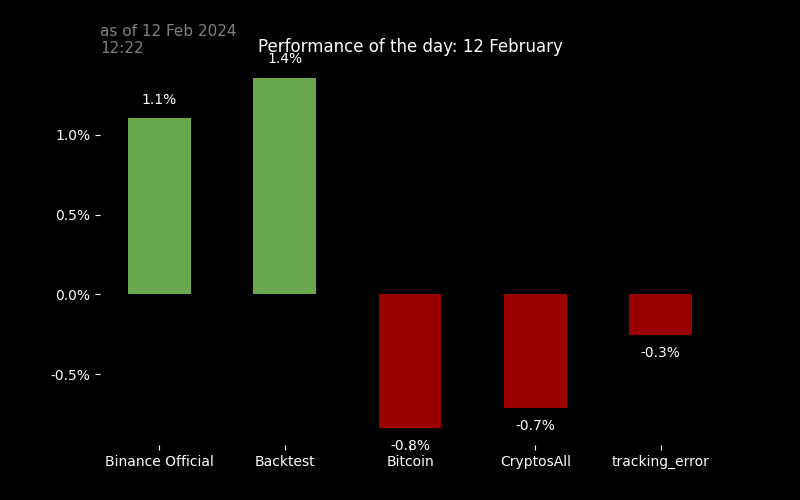 as of 12 Feb 2024
12:22
Performance of the day: 12 February
1.4%
1.1%
1.0%
0.5%
0.0%
-0.5%
-0.3%
-0.7%
-0.8%
Binance Official
Backtest
Bitcoin
CryptosAll
tracking_error